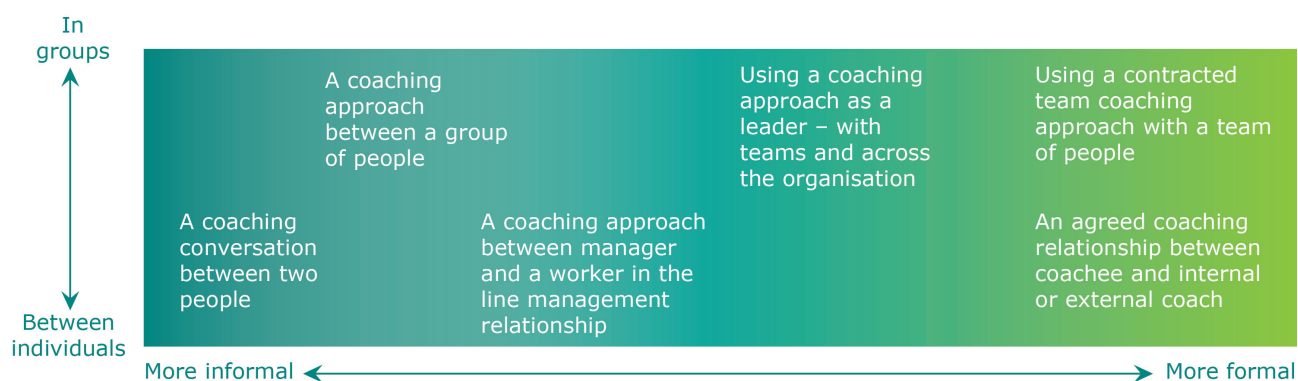 In
groups
A coaching
approach
between a group
of people
Using a coaching
approach as a
leader – with
teams and across
the organisation
Using a contracted
team coaching
approach with a team
of people
A coaching
conversation
between two
people
A coaching approach
between manager
and a worker in the
line management
relationship
An agreed coaching
relationship between
coachee and internal
or external coach
Between
individuals
More informal
More formal